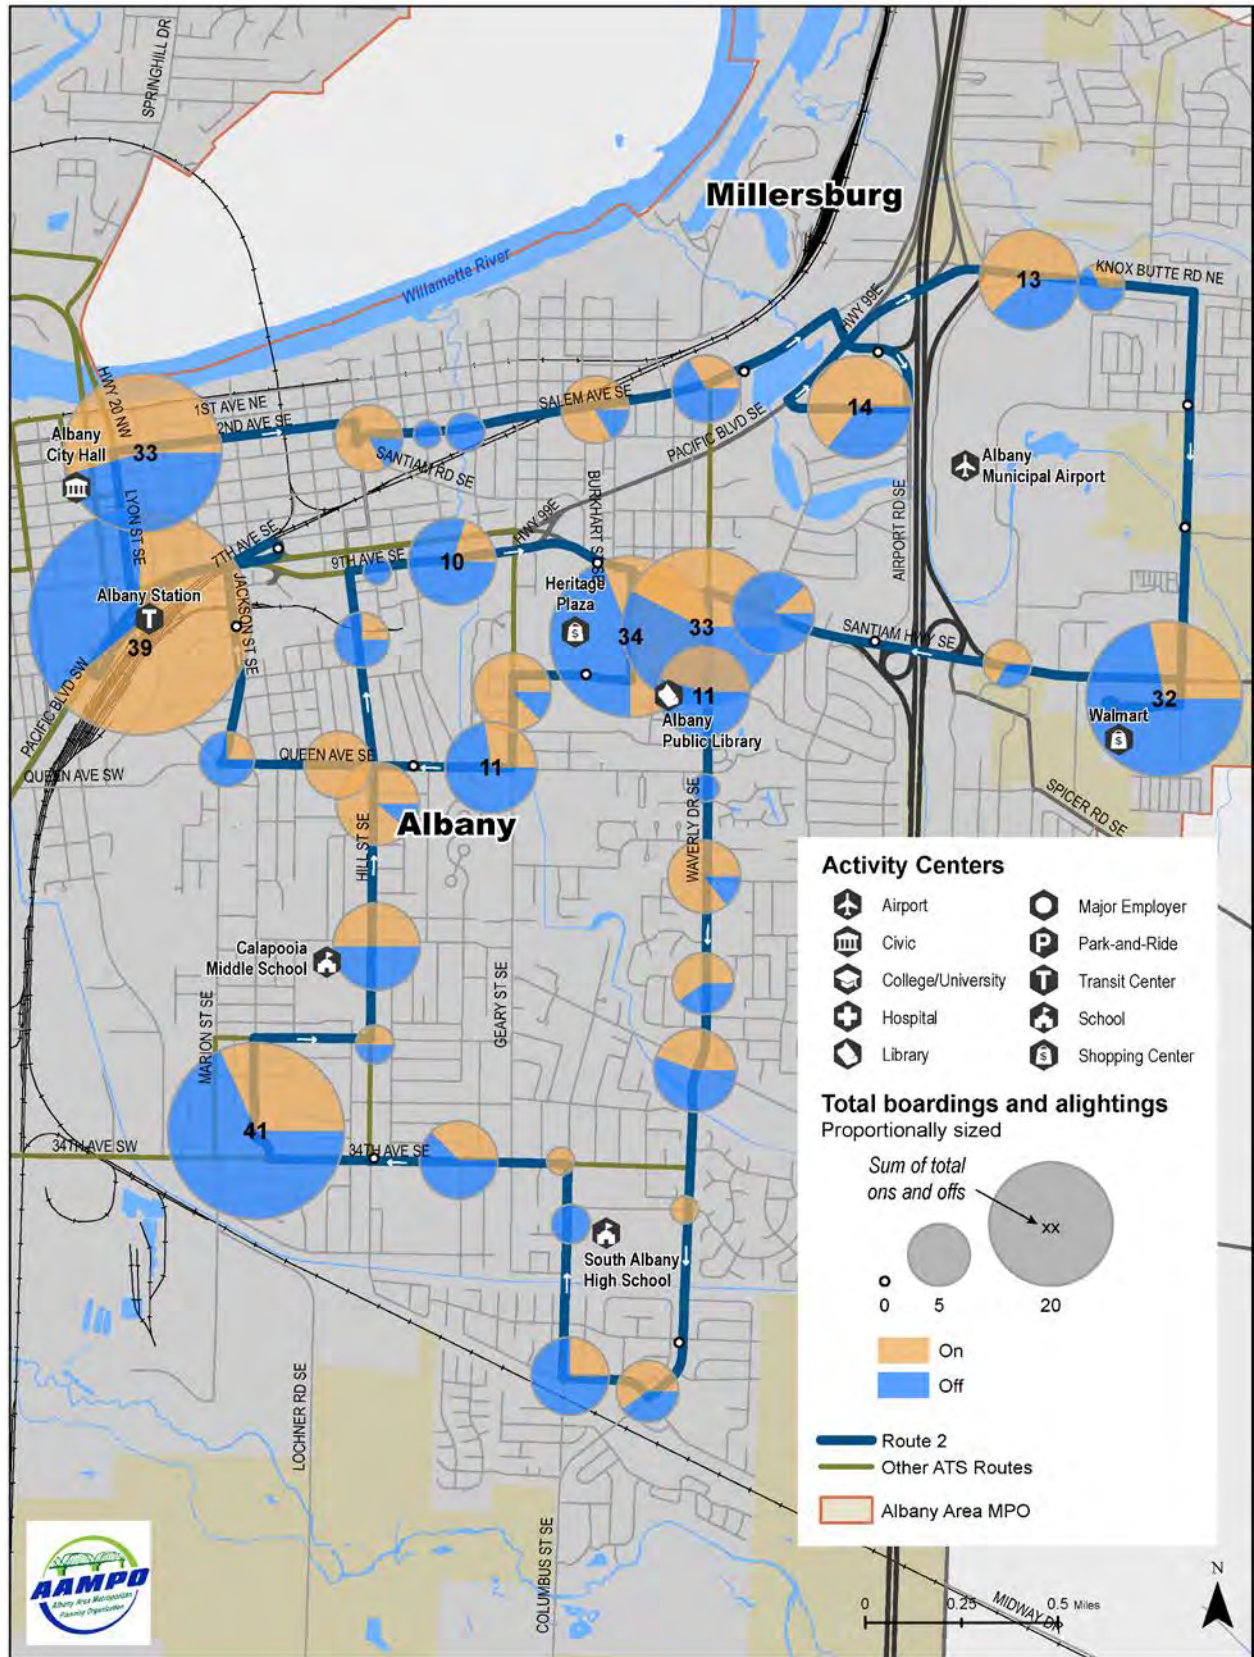 SPRINGHILL DR
Millersburg
Willamette River
HWY 99E
KNOX BUTTE RD NE
13
HWY 20 NW
1ST AVE NE
2ND AVE SE
SALEM AVE SE
Albany
City Hall
33
SANTIAM RD SE
PACIFIC BLVD SE
14
Albany
Municipal Airport
LYON ST SE
7TH AVE SE
9TH AVE SE
10
HWY 99E
AIRPORT RD SE
Heritage
Plaza
Albany Station
JACKSON ST SE
39
34
33
SANTIAM HWY SE
PACIFIC BLVD SW
11
Albany
Public Library
32
Walmart
QUEEN AVE SW
QUEEN AVE SE
11
SPICER RD SE
Albany
HILL ST SE
WAVERLY DR SE
Calapooia
Middle School
MARION ST SE
GEARY ST SE
41
34TH AVE SW
34TH AVE SE
South Albany
High School
LOCHNER RD SE
COLUMBUS ST SE
MIDWAY DR
Activity Centers
Airport
Civic
College/University
Hospital
Library
Major Employer
Park-and-Ride
Transit Center
School
Shopping Center
Total boardings and alightings
Proportionally sized
Sum of total
ons and offs
xx
0 5 20
On
Off
Route 2
Other ATS Routes
Albany Area MPO
AAMPO
Albany Area Metropolitan
Planning Organization
N
0 0.25 0.5 Miles